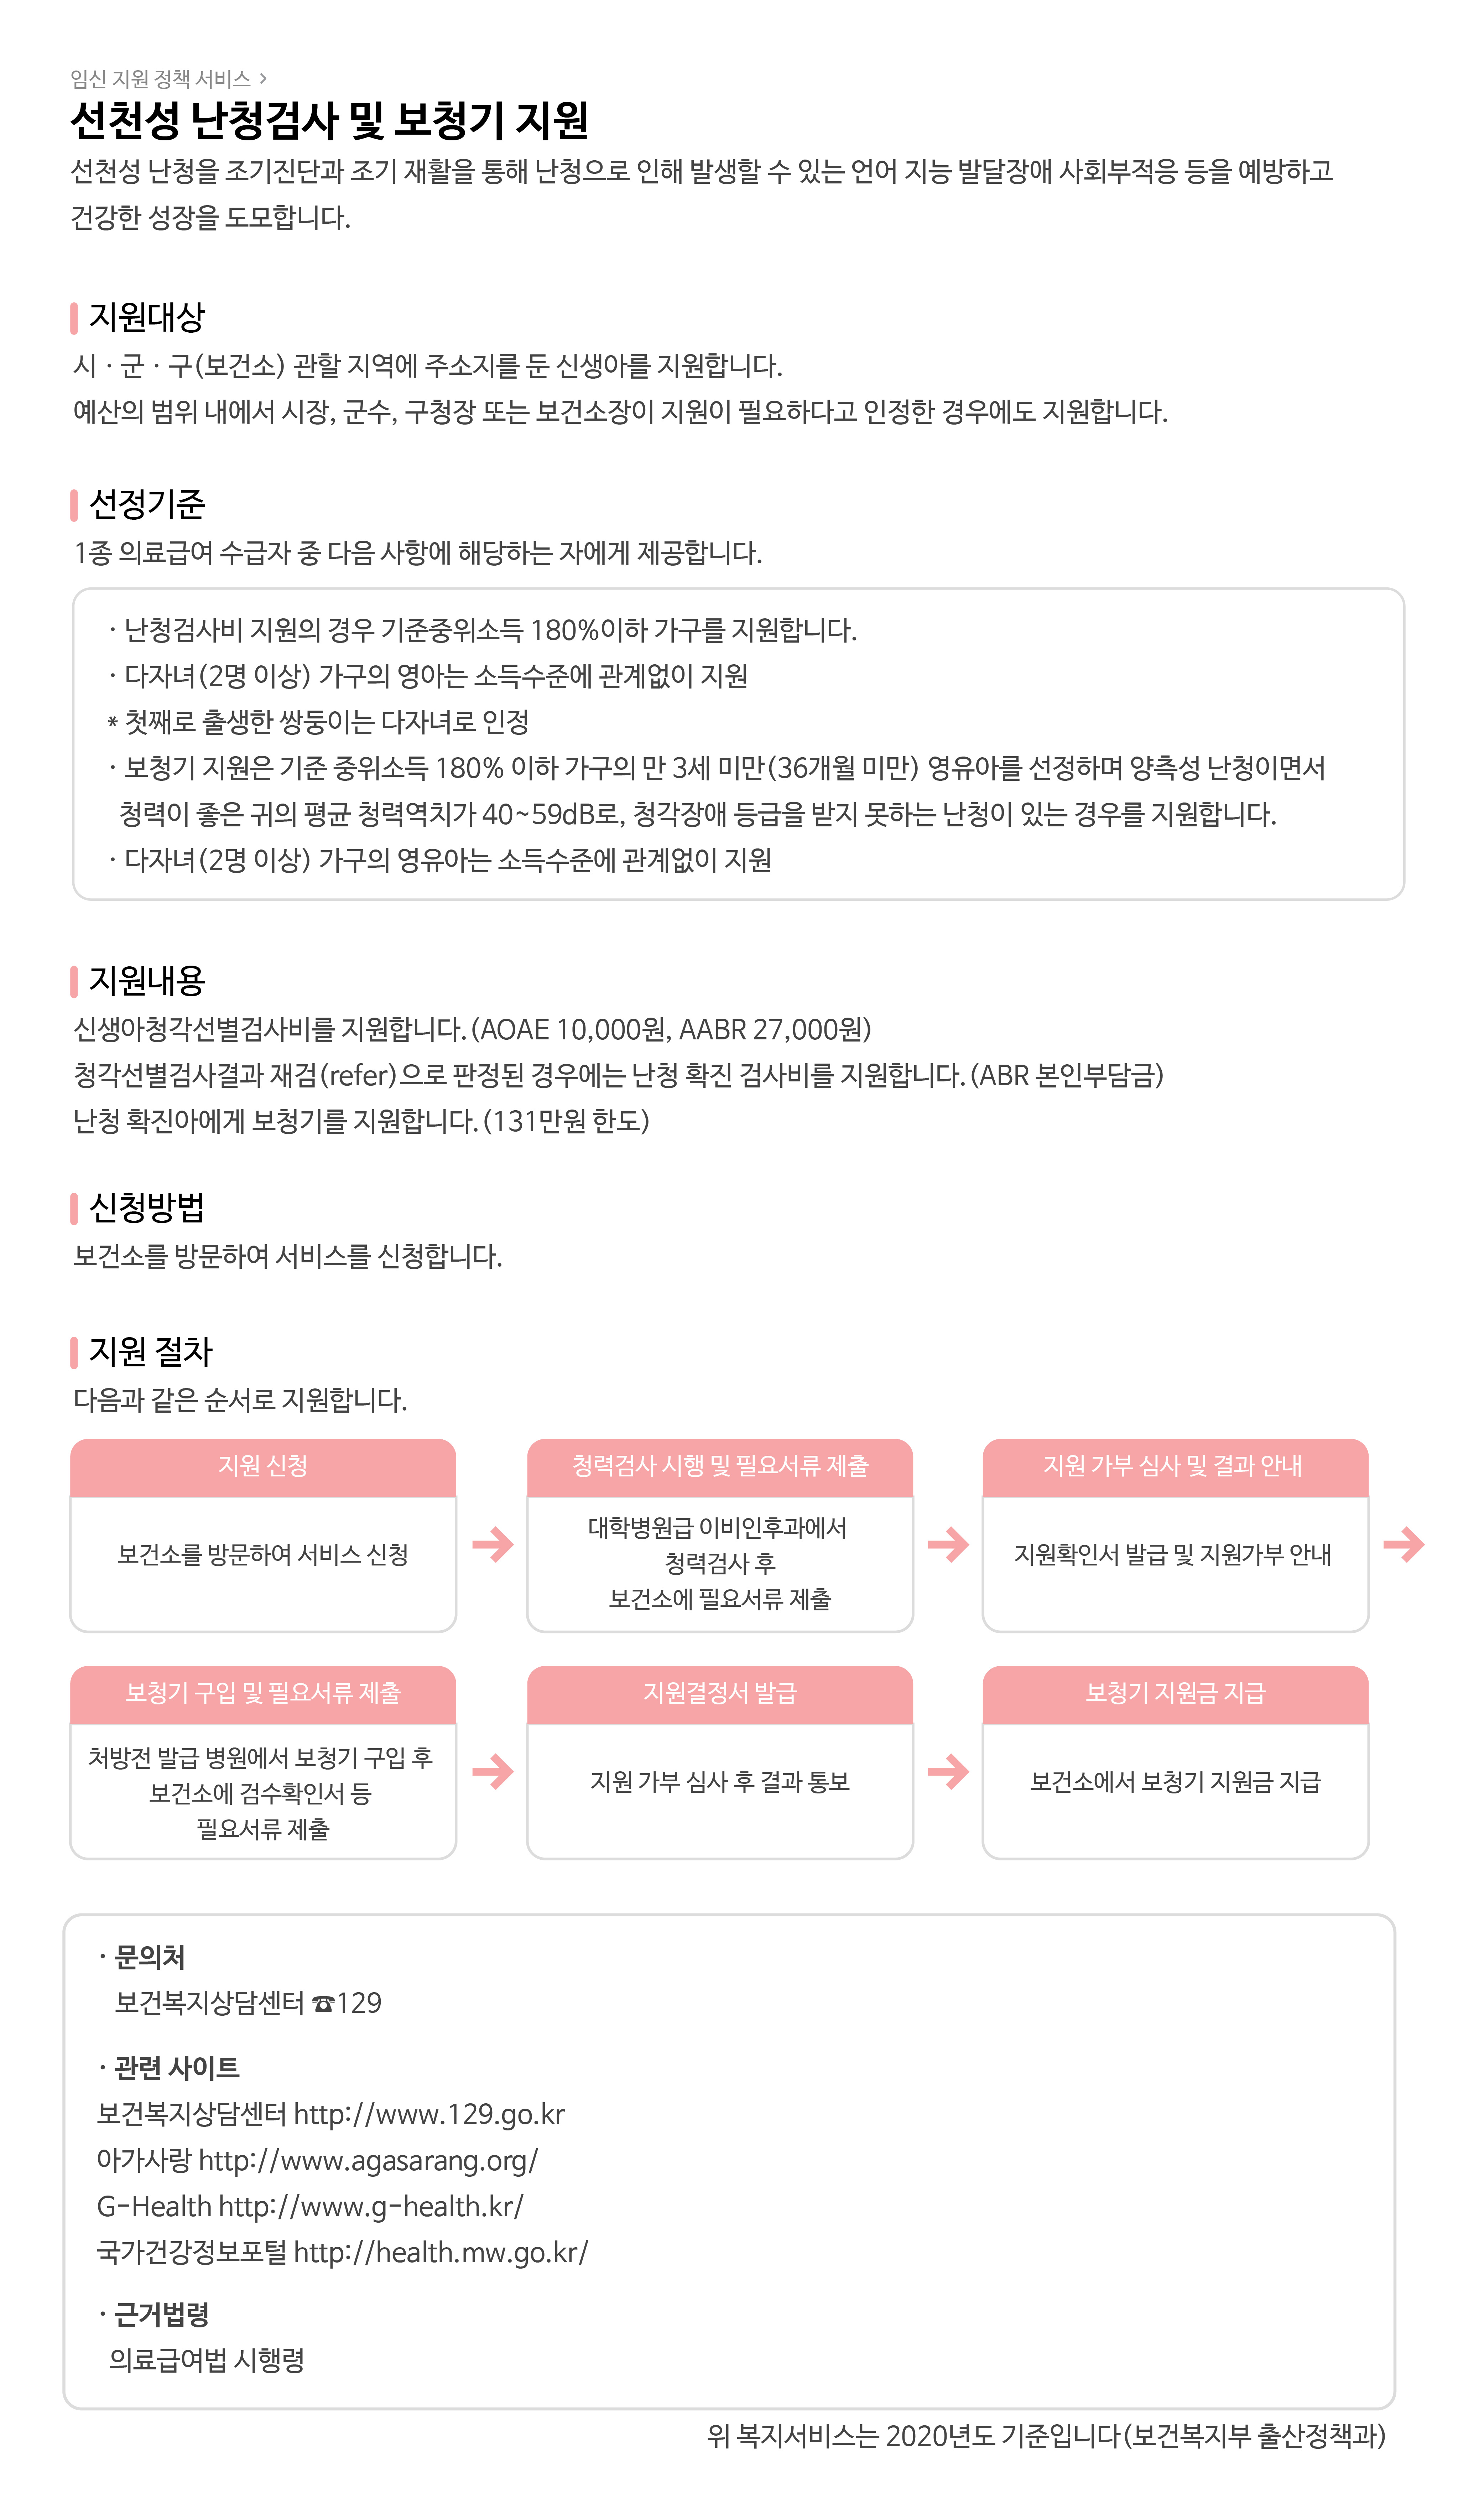 임신 지원 정책 서비스 >
선천성 난청검사 및 보청기 지원
선천성 난청을 조기진단과 조기 재활을 통해 난청으로 인해 발생할 수 있는 언어 지능 발달장애 사회부적응 등을 예방하고
건강한 성장을 도모합니다.
지원대상
시 · 군 · 구(보건소) 관할 지역에 주소지를 둔 신생아를 지원합니다.
예산의 범위 내에서 시장, 군수, 구청장 또는 보건소장이 지원이 필요하다고 인정한 경우에도 지원합니다.
선정기준
1종 의료급여 수급자 중 다음 사항에 해당하는 자에게 제공합니다.
· 난청검사비 지원의 경우 기준중위소득 180%이하 가구를 지원합니다.
· 다자녀(2명 이상) 가구의 영아는 소득수준에 관계없이 지원
* 첫째로 출생한 쌍둥이는 다자녀로 인정
· 보청기 지원은 기준 중위소득 180% 이하 가구의 만 3세 미만(36개월 미만) 영유아를 선정하며 양측성 난청이면서
청력이 좋은 귀의 평균 청력역치가 40~59dB로, 청각장애 등급을 받지 못하는 난청이 있는 경우를 지원합니다.
· 다자녀(2명 이상) 가구의 영유아는 소득수준에 관계없이 지원
지원내용
신생아청각선별검사비를 지원합니다.(AOAE 10,000원, AABR 27,000원)
청각선별검사결과 재검(refer)으로 판정된 경우에는 난청 확진 검사비를 지원합니다.(ABR 본인부담금)
난청 확진아에게 보청기를 지원합니다.(131만원 한도)
신청방법
보건소를 방문하여 서비스를 신청합니다.
지원 절차
다음과 같은 순서로 지원합니다.
지원 신청
보건소를 방문하여 서비스 신청
청력검사 시행 및 필요서류 제출
대학병원급 이비인후과에서
청력검사 후
보건소에 필요서류 제출
지원 가부 심사 및 결과 안내
지원확인서 발급 및 지원가부 안내
보청기 구입 및 필요서류 제출
처방전 발급 병원에서 보청기 구입 후
보건소에 검수확인서 등
필요서류 제출
지원결정서 발급
지원 가부 심사 후 결과 통보
보청기 지원금 지급
보건소에서 보청기 지원금 지급
· 문의처
보건복지상담센터 ☎129
· 관련 사이트
보건복지상담센터 http://www.129.go.kr
아가사랑 http://www.agasarang.org/
G-Health http://www.g-health.kr/
국가건강정보포털 http://health.mw.go.kr/
· 근거법령
의료급여법 시행령
위 복지서비스는 2020년도 기준입니다(보건복지부 출산정책과)